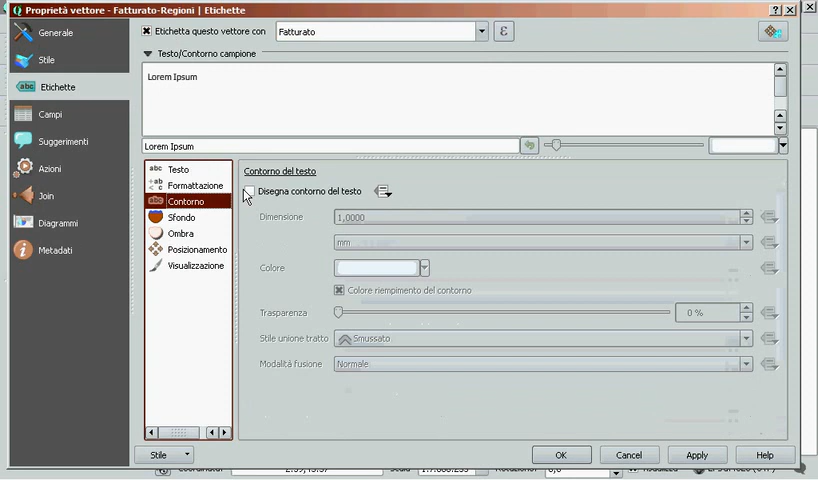 Proprietà vettore - Fatturato-Regioni | Etichette
Generale
Stile
Etichette
Campi
Suggerimenti
Azioni
Join
Diagrammi
Metadati
Etichetta questo vettore con
Fatturato
ε
Testo/Contorno campione
Lorem Ipsum
Lorem Ipsum
Testo
Formattazione
Contorno
Sfondo
Ombra
Posizionamento
Visualizzazione
Contorno del testo
Disegna contorno del testo
Dimensione
1,0000
mm
Colore
Colore riempimento del contorno
Trasparenza
0 %
Stile unione tratto
Smussato
Modalità fusione
Normale
Stile
OK
Cancel
Apply
Help